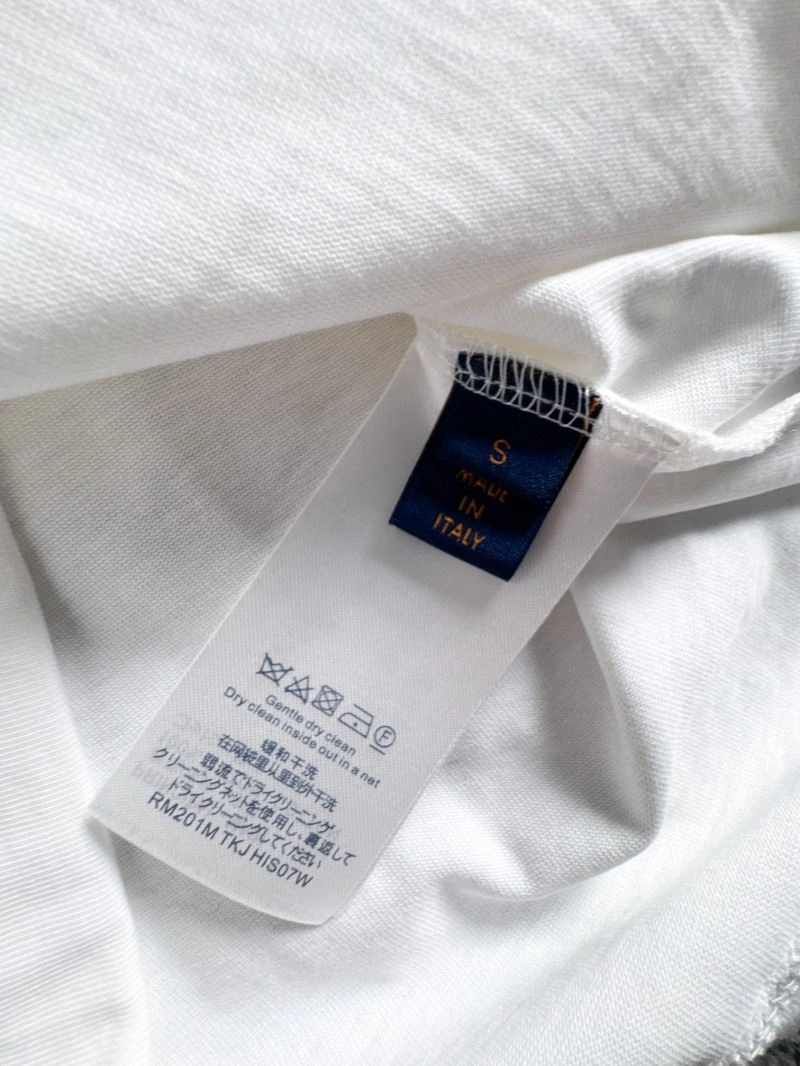 S
MADE
IN
ITALY
F
Gentle dry clean
Dry clean inside out in a net
缓和干洗
在网袋里从里到外干洗
弱流でドライクリーニング
クリーニングネットを使用し、裏返して
ドライクリーニングしてください
RM201M TKJ HIS07W